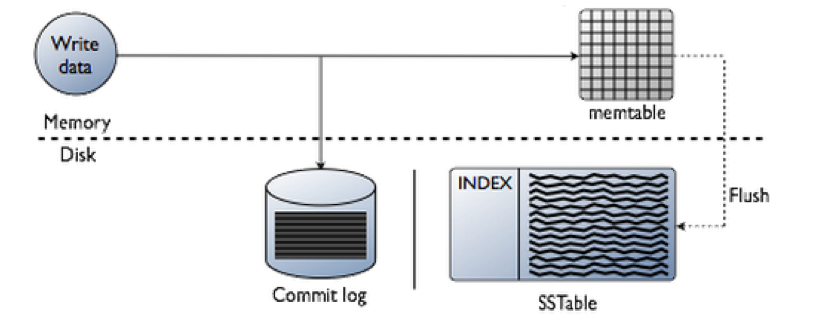 Write
data
memtable
Memory
Disk
INDEX
Flush
Commit log
SSTable